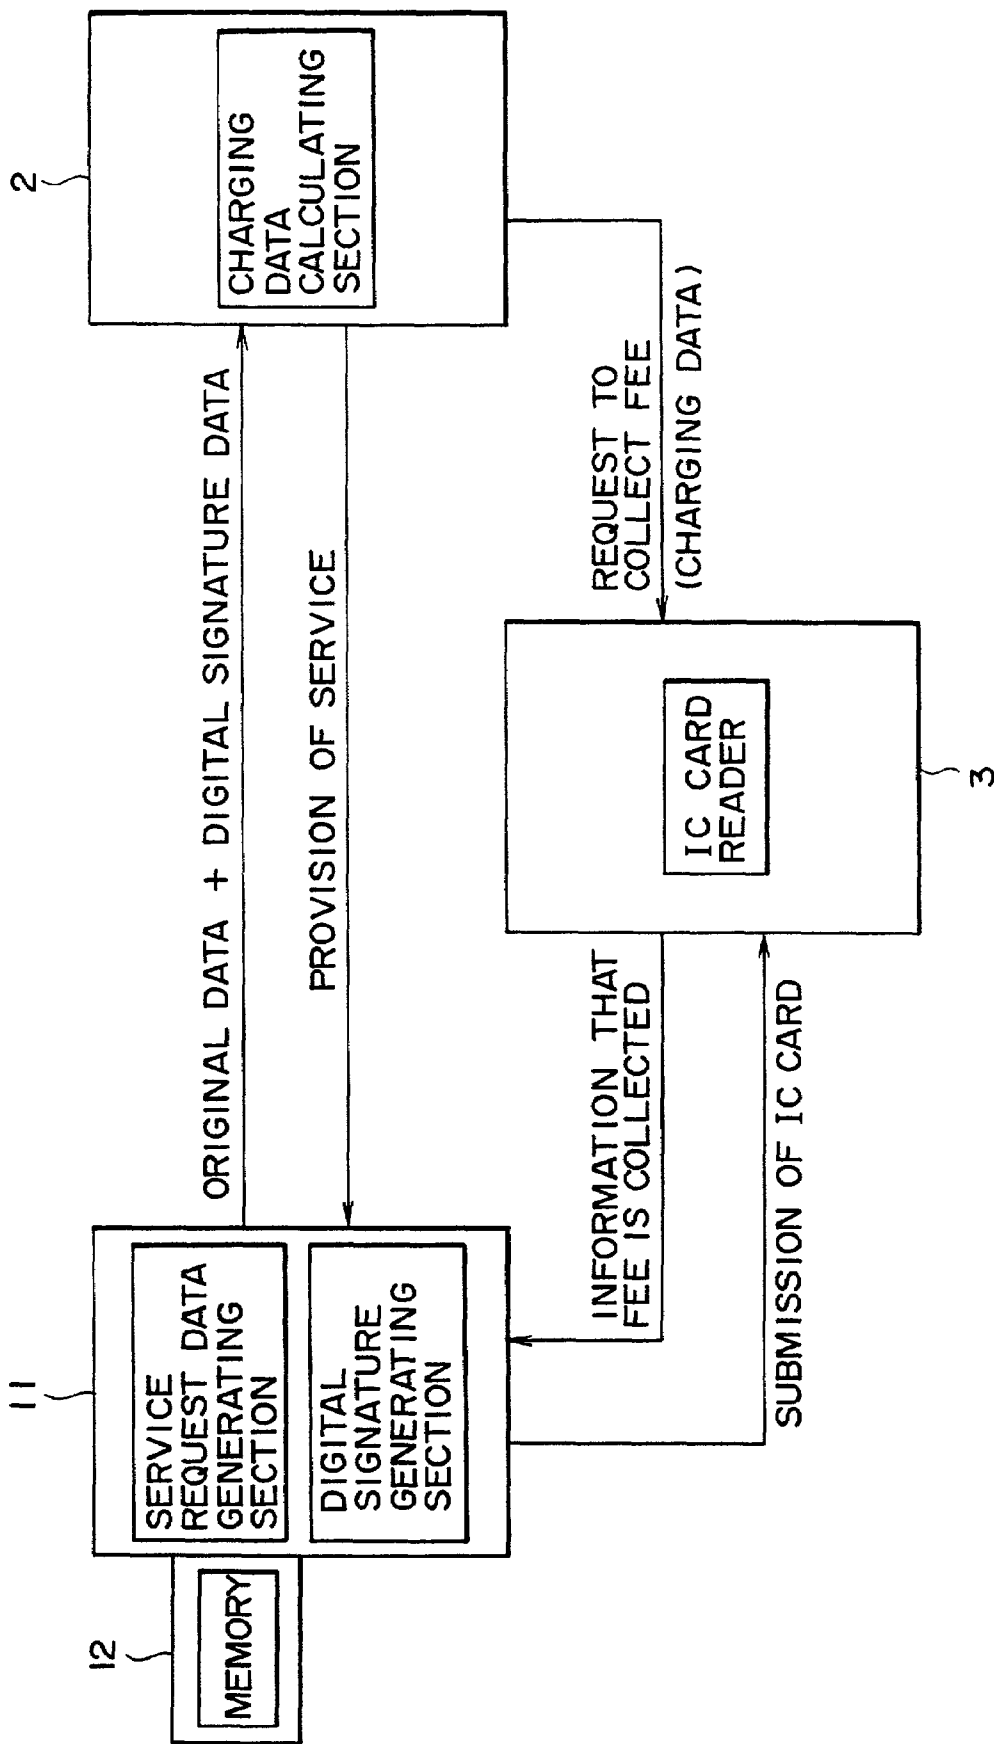 12
MEMORY
11
SERVICE
REQUEST DATA
GENERATING
SECTION
DIGITAL
SIGNATURE
GENERATING
SECTION
ORIGINAL DATA + DIGITAL SIGNATURE DATA
PROVISION OF SERVICE
2
CHARGING
DATA
CALCULATING
SECTION
INFORMATION THAT
FEE IS COLLECTED
SUBMISSION OF IC CARD
IC CARD
READER
3
REQUEST TO
COLLECT FEE
(CHARGING DATA)